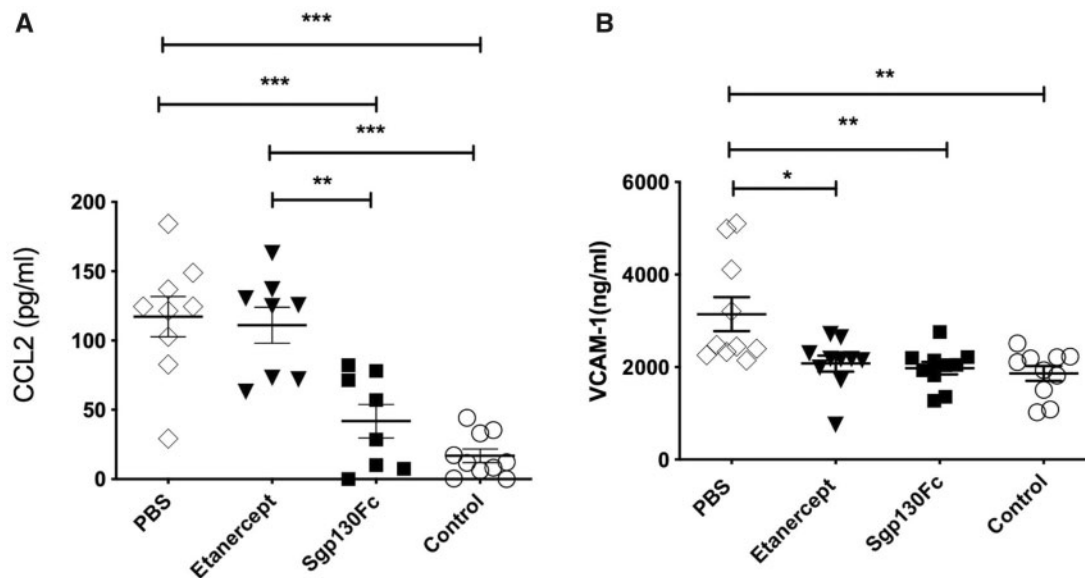 A
***
***
***
**
CCL2 (pg/ml)
200
150
100
50
0
PBS
Etanercept
Sgp130Fc
Control
B
**
**
*
VCAM-1(ng/ml)
6000
4000
2000
0
PBS
Etanercept
Sgp130Fc
Control